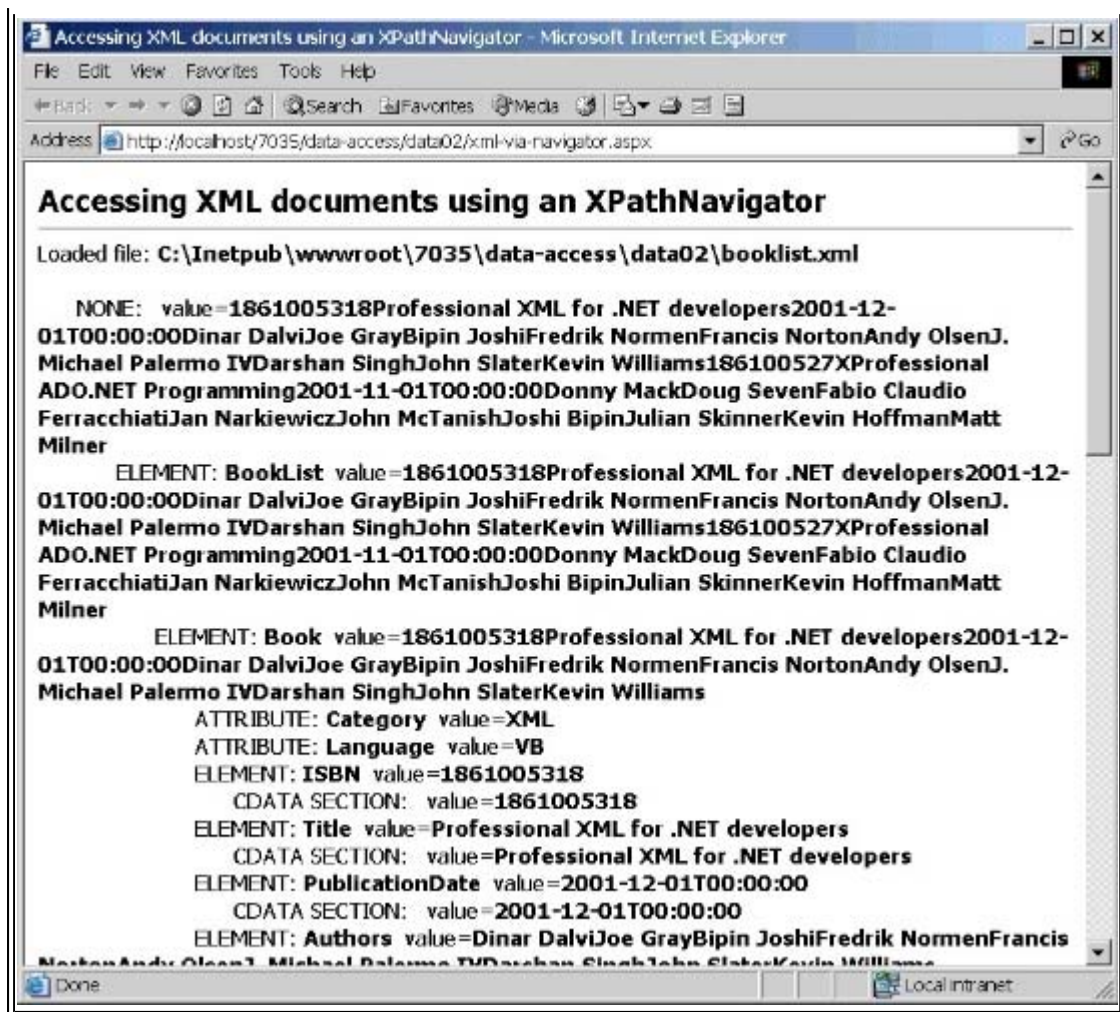 Accessing XML documents using an XPathNavigator - Microsoft Internet Explorer
File Edit View Favorites Tools Help
Back Search Favorites Media
Address http://localhost/7035/data-access/data02/xml-via-navigator.aspx Go
Accessing XML documents using an XPathNavigator
Loaded file: C:\Inetpub\wwwroot\7035\data-access\data02\booklist.xml
NONE: value=1861005318Professional XML for .NET developers2001-12-
01T00:00:00Dinar DalviJoe GrayBipin JoshiFredrik NormenFrancis NortonAndy OlsenJ.
Michael Palermo IVDarshan SinghJohn SlaterKevin Williams186100527XProfessional
ADO.NET Programming2001-11-01T00:00:00Donny MackDoug SevenFabio Claudio
FerracchiatiJan NarkiewiczJohn McTanishJoshi BipinJulian SkinnerKevin HoffmanMatt
Milner
ELEMENT: BookList value=1861005318Professional XML for .NET developers2001-12-
01T00:00:00Dinar DalviJoe GrayBipin JoshiFredrik NormenFrancis NortonAndy OlsenJ.
Michael Palermo IVDarshan SinghJohn SlaterKevin Williams186100527XProfessional
ADO.NET Programming2001-11-01T00:00:00Donny MackDoug SevenFabio Claudio
FerracchiatiJan NarkiewiczJohn McTanishJoshi BipinJulian SkinnerKevin HoffmanMatt
Milner
ELEMENT: Book value=1861005318Professional XML for .NET developers2001-12-
01T00:00:00Dinar DalviJoe GrayBipin JoshiFredrik NormenFrancis NortonAndy OlsenJ.
Michael Palermo IVDarshan SinghJohn SlaterKevin Williams
ATTRIBUTE: Category value=XML
ATTRIBUTE: Language value=VB
ELEMENT: ISBN value=1861005318
CDATA SECTION: value=1861005318
ELEMENT: Title value=Professional XML for .NET developers
CDATA SECTION: value=Professional XML for .NET developers
ELEMENT: PublicationDate value=2001-12-01T00:00:00
CDATA SECTION: value=2001-12-01T00:00:00
ELEMENT: Authors value=Dinar DalviJoe GrayBipin JoshiFredrik NormenFrancis
NortonAndy OlsenJ. Michael Palermo IVDarshan SinghJohn SlaterKevin Williams
Done Local intranet